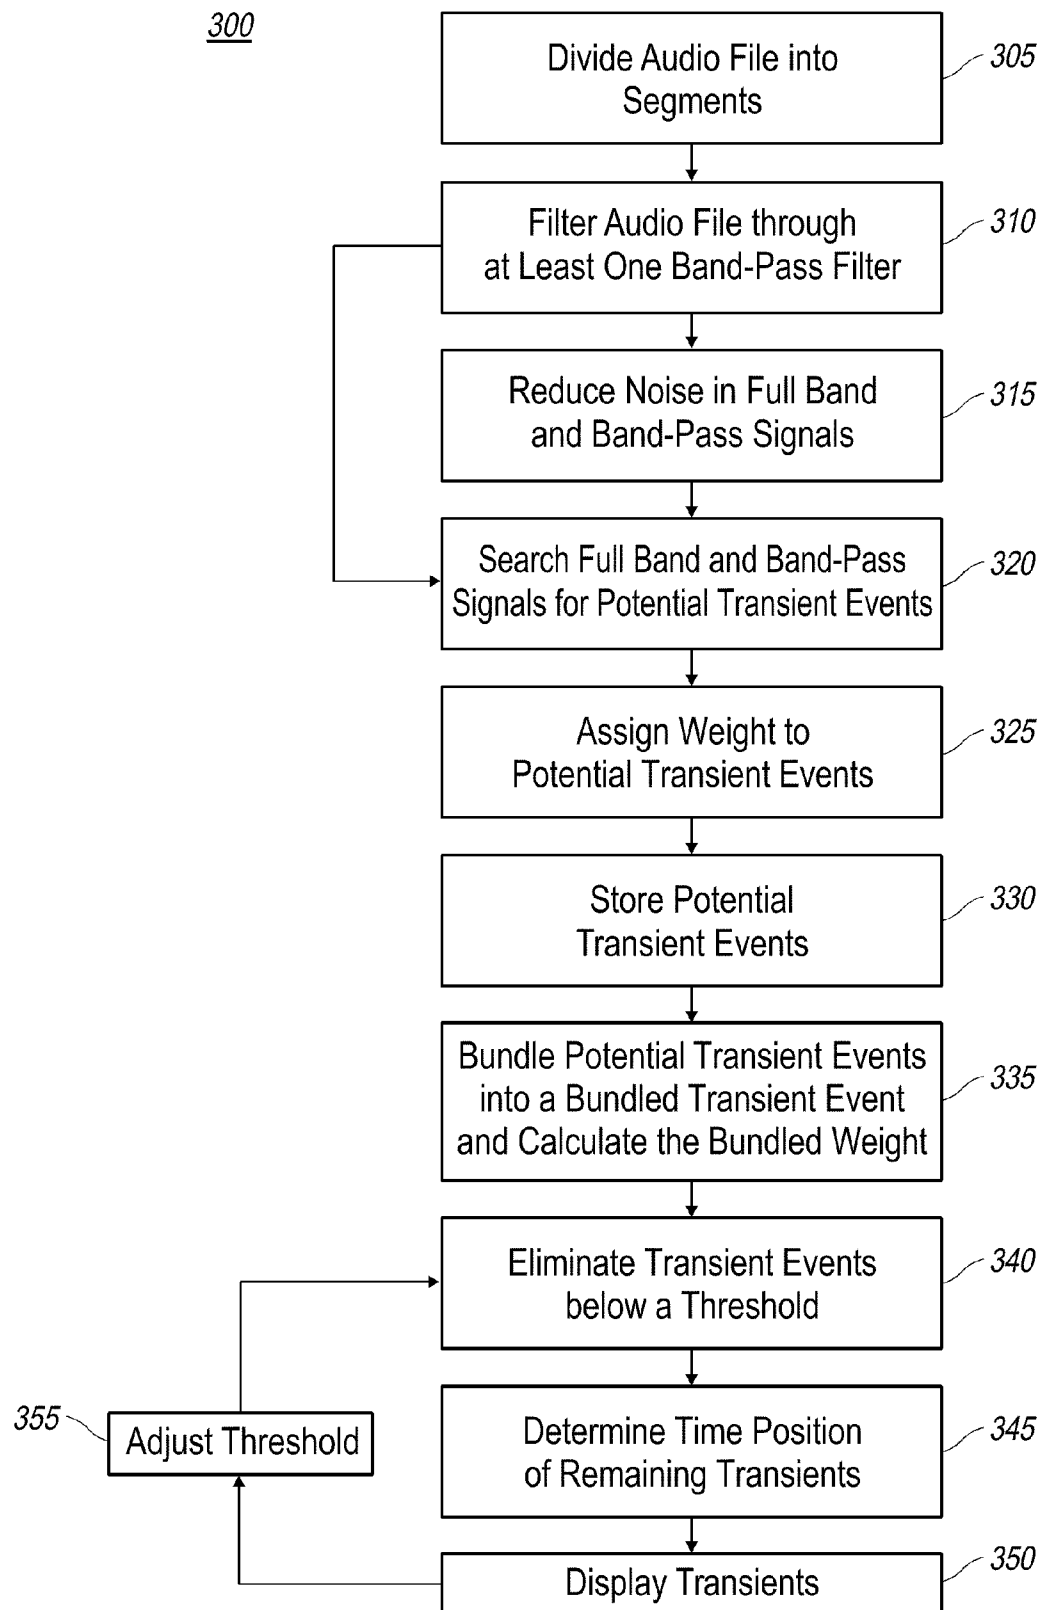 300
Divide Audio File into
Segments
305
Filter Audio File through
at Least One Band-Pass Filter
310
Reduce Noise in Full Band
and Band-Pass Signals
315
Search Full Band and Band-Pass
Signals for Potential Transient Events
320
Assign Weight to
Potential Transient Events
325
Store Potential
Transient Events
330
Bundle Potential Transient Events
into a Bundled Transient Event
and Calculate the Bundled Weight
335
Eliminate Transient Events
below a Threshold
340
355
Adjust Threshold
Determine Time Position
of Remaining Transients
345
Display Transients
350